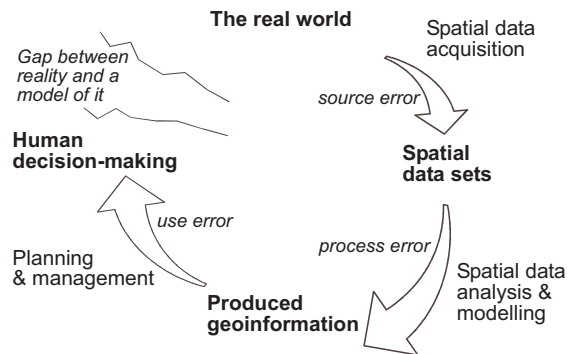 The real world
Spatial data
acquisition
source error
Spatial
data sets
process error
Spatial data
analysis &
modelling
Produced
geoinformation
use error
Planning
& management
Human
decision-making
Gap between
reality and a
model of it